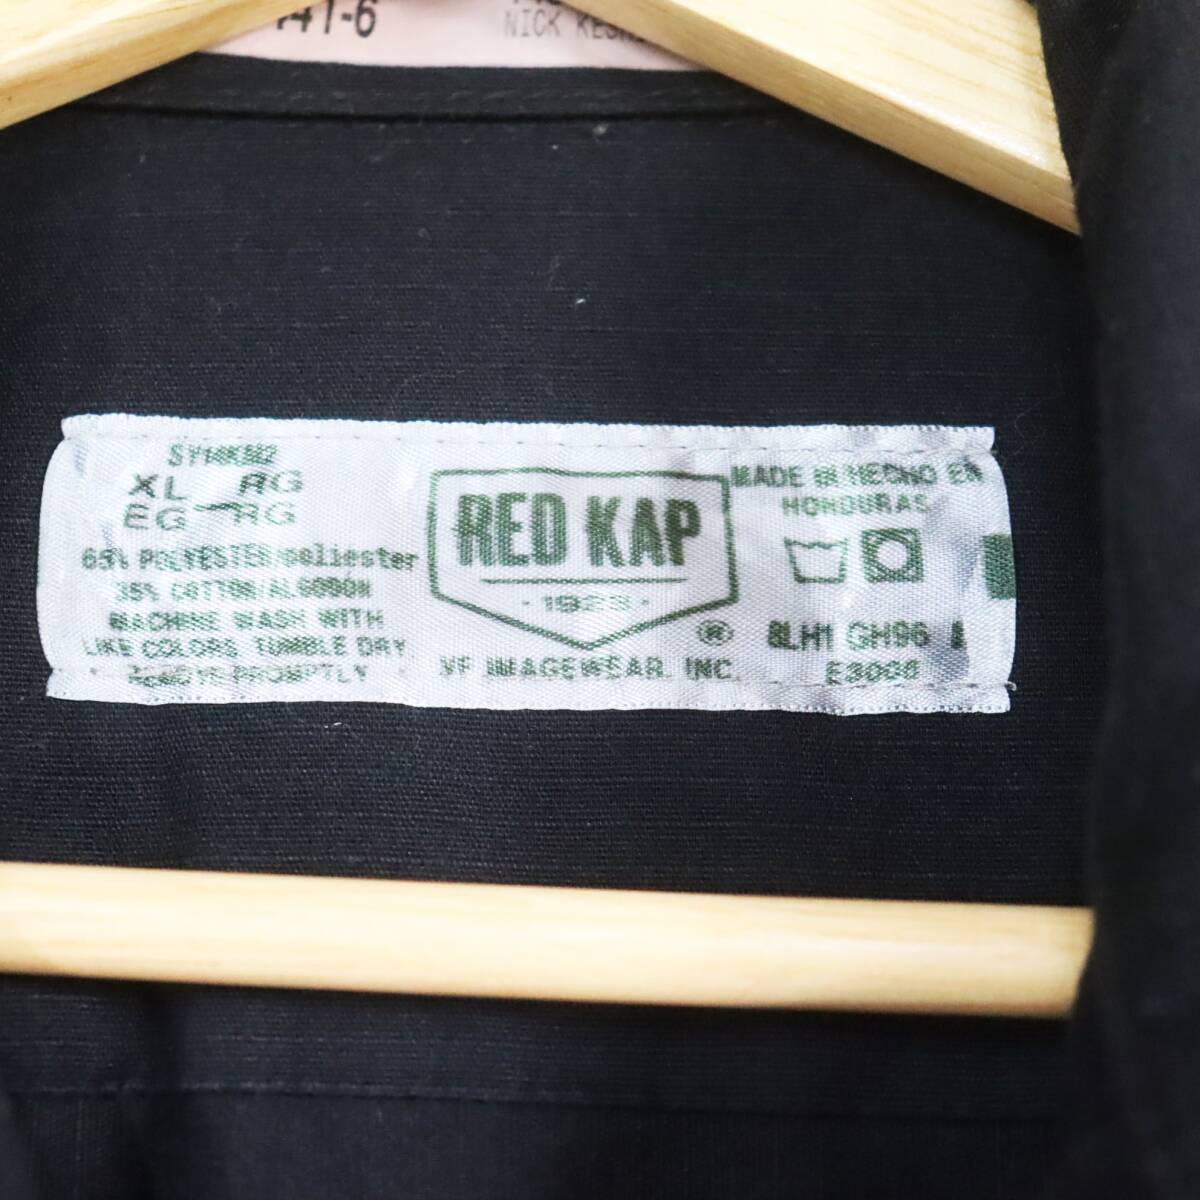 41-6
NICK
XL RG
EG RG
65% POLYESTER/poliester
35% COTTON/ALGODON
MACHINE WASH WITH
LIKE COLORS, TUMBLE DRY
REMOVE PROMPTLY
RED KAP
·1923·
®
VF IMAGEWEAR, INC.
MADE IN/HECHO EN
HONDURAS
GH96